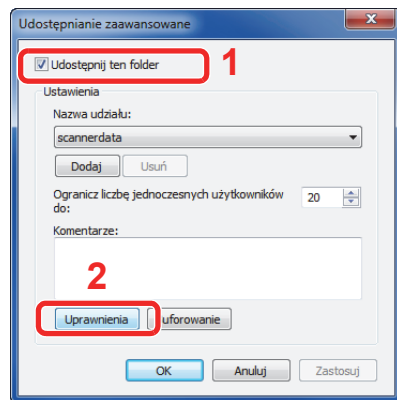 Udostępnianie zaawansowane
Udostępnij ten folder
1
Ustawienia
Nazwa udziału:
scannerdata
Dodaj Usuń
Ogranicz liczbę jednoczesnych użytkowników do:
20
Komentarze:
2
Uprawnienia uforowanie
OK Anuluj Zastosuj